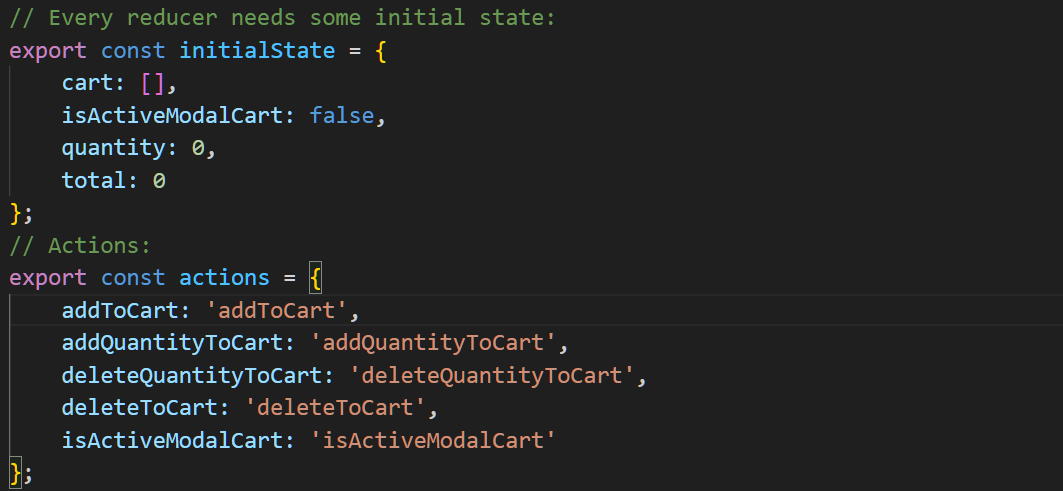 // Every reducer needs some initial state:
export const initialState = {
    cart: [],
    isActiveModalCart: false,
    quantity: 0,
    total: 0
};
// Actions:
export const actions = {
    addToCart: 'addToCart',
    addQuantityToCart: 'addQuantityToCart',
    deleteQuantityToCart: 'deleteQuantityToCart',
    deleteToCart: 'deleteToCart',
    isActiveModalCart: 'isActiveModalCart'
};